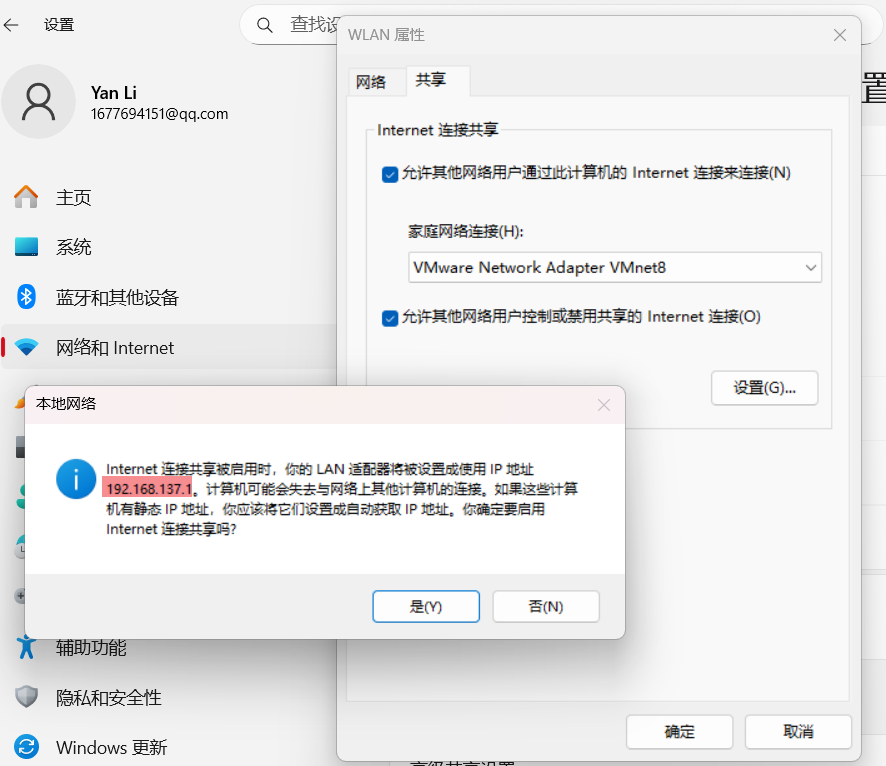 设置
查找设
Yan Li
1677694151@qq.com
主页
系统
蓝牙和其他设备
网络和 Internet
辅助功能
隐私和安全性
Windows 更新
WLAN 属性
网络
共享
Internet 连接共享
允许其他网络用户通过此计算机的 Internet 连接来连接(N)
家庭网络连接(H):
VMware Network Adapter VMnet8
允许其他网络用户控制或禁用共享的 Internet 连接(O)
设置(G)...
本地网络
Internet 连接共享被启用时，你的 LAN 适配器将被设置成使用 IP 地址
192.168.137.1。计算机可能会失去与网络上其他计算机的连接。如果这些计算
机有静态 IP 地址，你应该将它们设置成自动获取 IP 地址。你确定要启用
Internet 连接共享吗?
是(Y)
否(N)
确定
取消
置